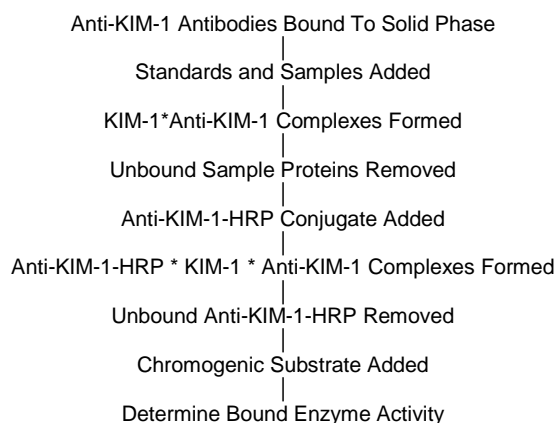 Anti-KIM-1 Antibodies Bound To Solid Phase
Standards and Samples Added
KIM-1*Anti-KIM-1 Complexes Formed
Unbound Sample Proteins Removed
Anti-KIM-1-HRP Conjugate Added
Anti-KIM-1-HRP * KIM-1 * Anti-KIM-1 Complexes Formed
Unbound Anti-KIM-1-HRP Removed
Chromogenic Substrate Added
Determine Bound Enzyme Activity